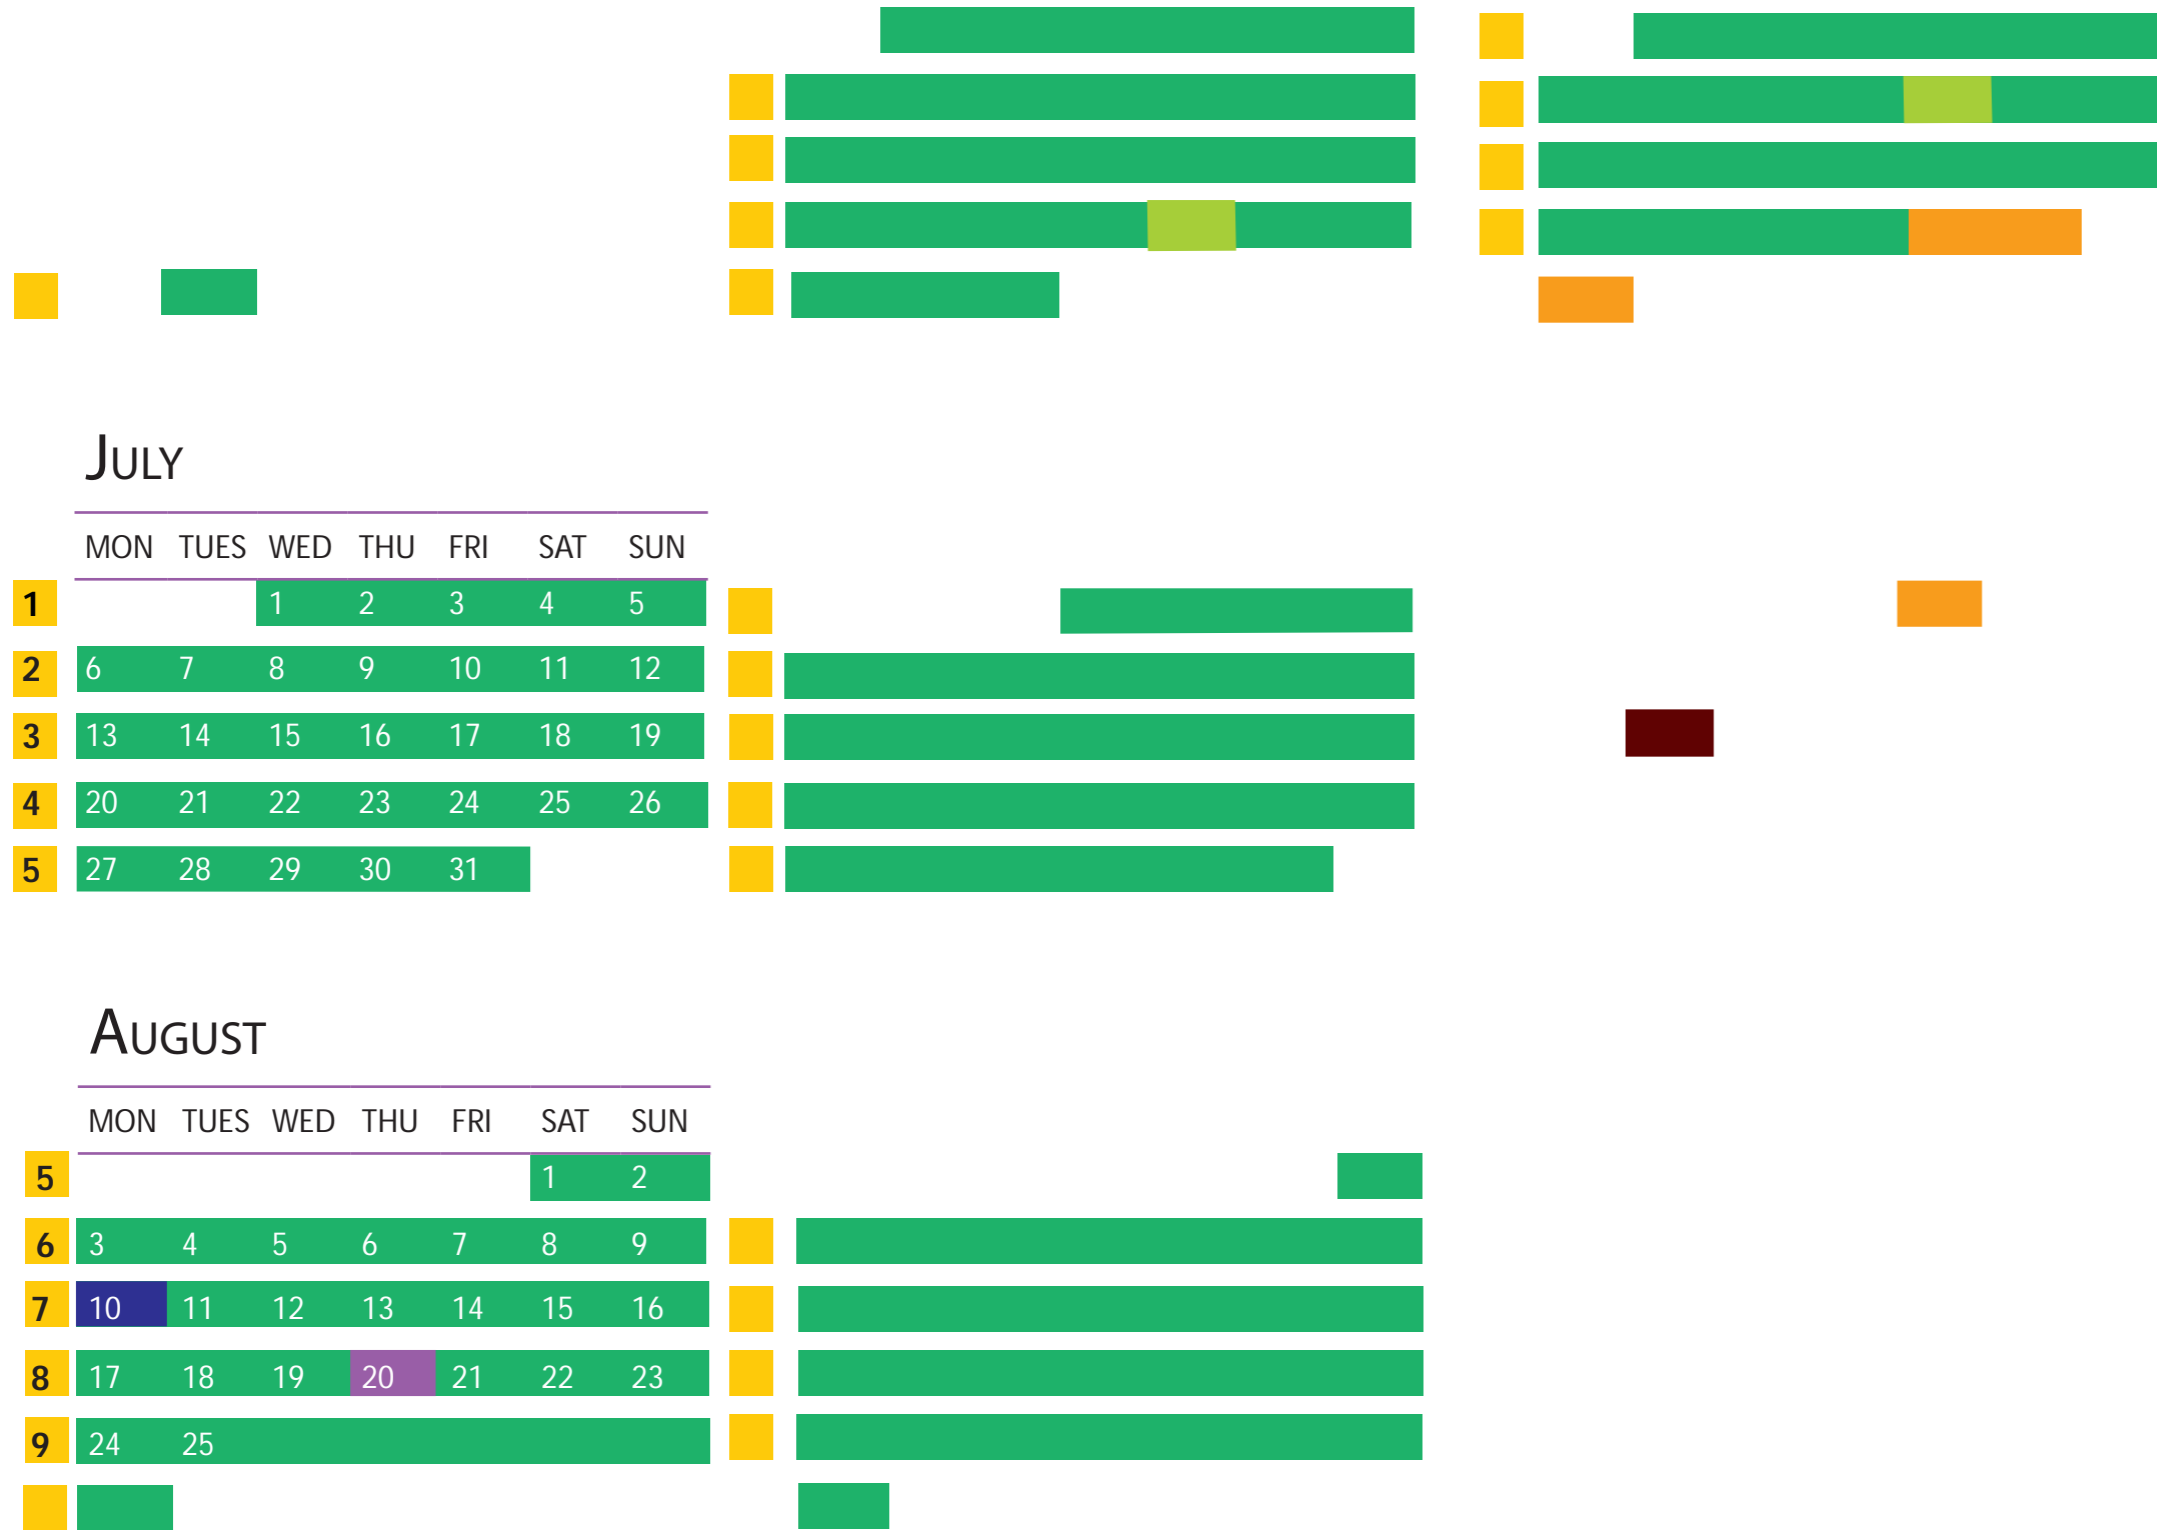 July
MON TUES WED THU FRI SAT SUN
1 1 2 3 4 5
2 6 7 8 9 10 11 12
3 13 14 15 16 17 18 19
4 20 21 22 23 24 25 26
5 27 28 29 30 31
August
MON TUES WED THU FRI SAT SUN
5 1 2
6 3 4 5 6 7 8 9
7 10 11 12 13 14 15 16
8 17 18 19 20 21 22 23
9 24 25